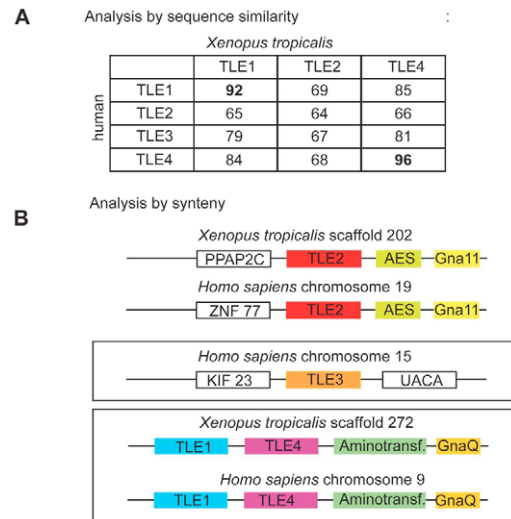 A Analysis by sequence similarity :
Xenopus tropicalis
TLE1 TLE2 TLE4
human
TLE1 92 69 85
TLE2 65 64 66
TLE3 79 67 81
TLE4 84 68 96
B Analysis by synteny
Xenopus tropicalis scaffold 202
PPAP2C TLE2 AES Gna11
Homo sapiens chromosome 19
ZNF 77 TLE2 AES Gna11
Homo sapiens chromosome 15
KIF 23 TLE3 UACA
Xenopus tropicalis scaffold 272
TLE1 TLE4 Aminotransf. GnaQ
Homo sapiens chromosome 9
TLE1 TLE4 Aminotransf. GnaQ